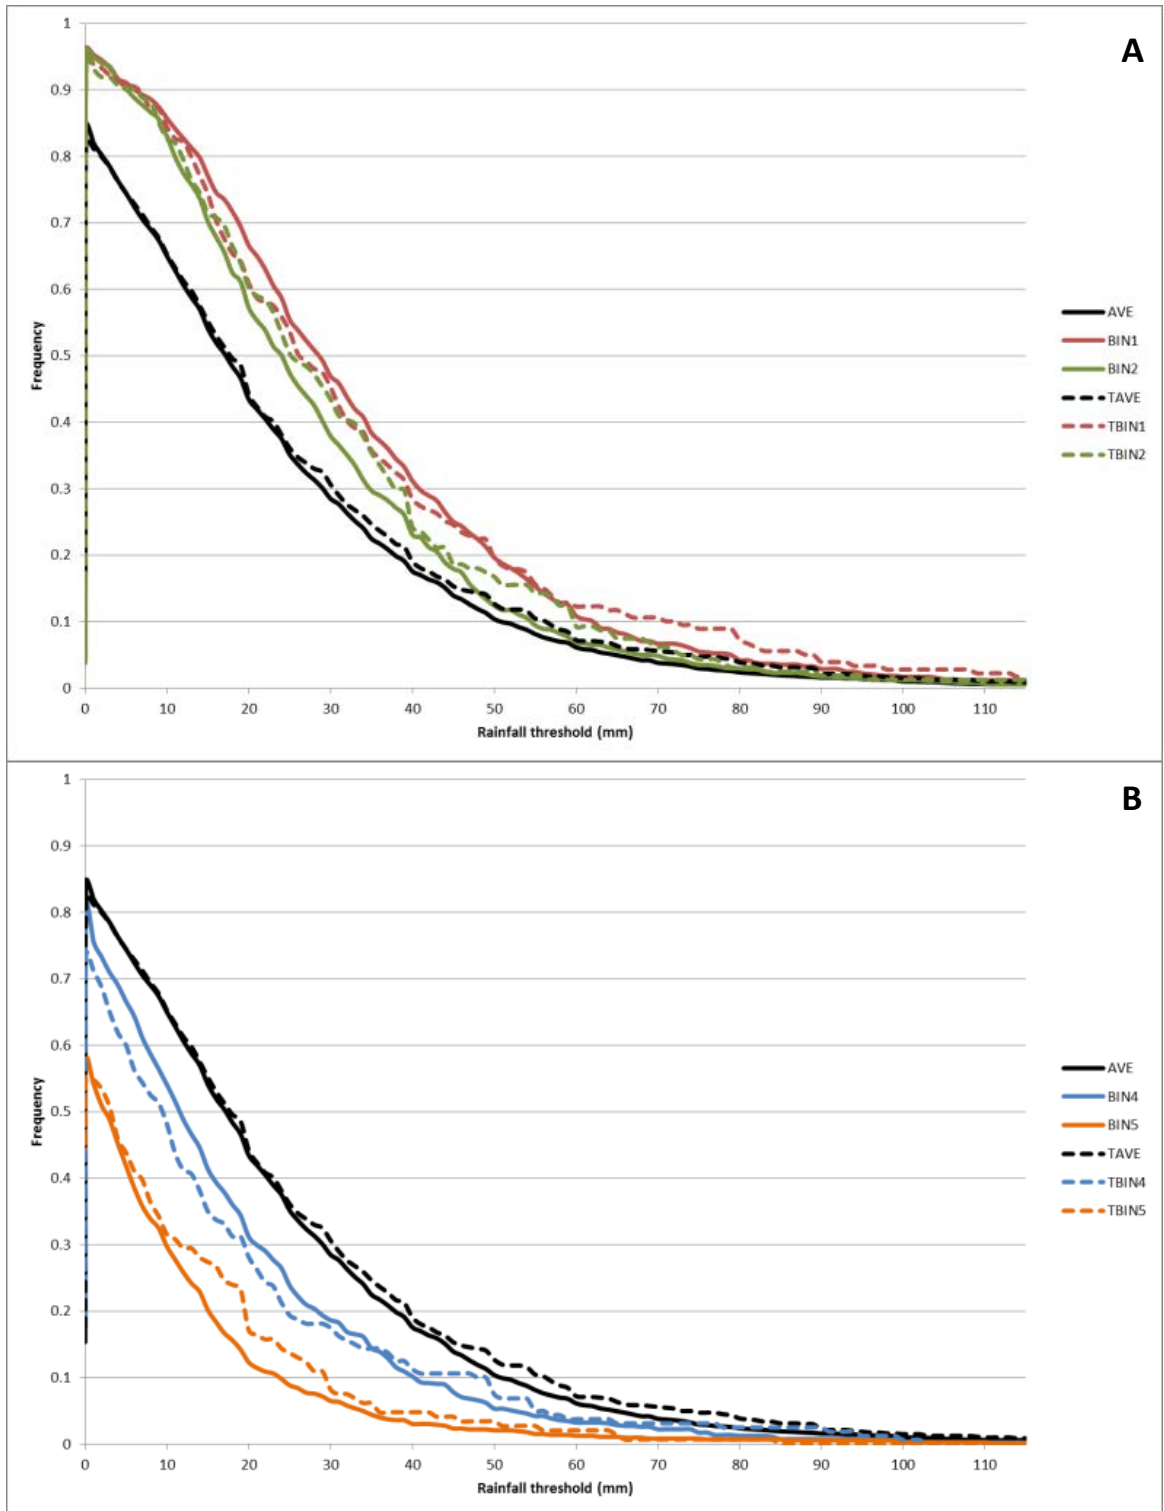 A
1
0.9
0.8
0.7
0.6
0.5
0.4
0.3
0.2
0.1
0
Frequency
0 10 20 30 40 50 60 70 80 90 100 110
Rainfall threshold (mm)
AVE
BIN1
BIN2
TAVE
TBIN1
TBIN2
B
1
0.9
0.8
0.7
0.6
0.5
0.4
0.3
0.2
0.1
0
Frequency
0 10 20 30 40 50 60 70 80 90 100 110
Rainfall threshold (mm)
AVE
BIN4
BIN5
TAVE
TBIN4
TBIN5